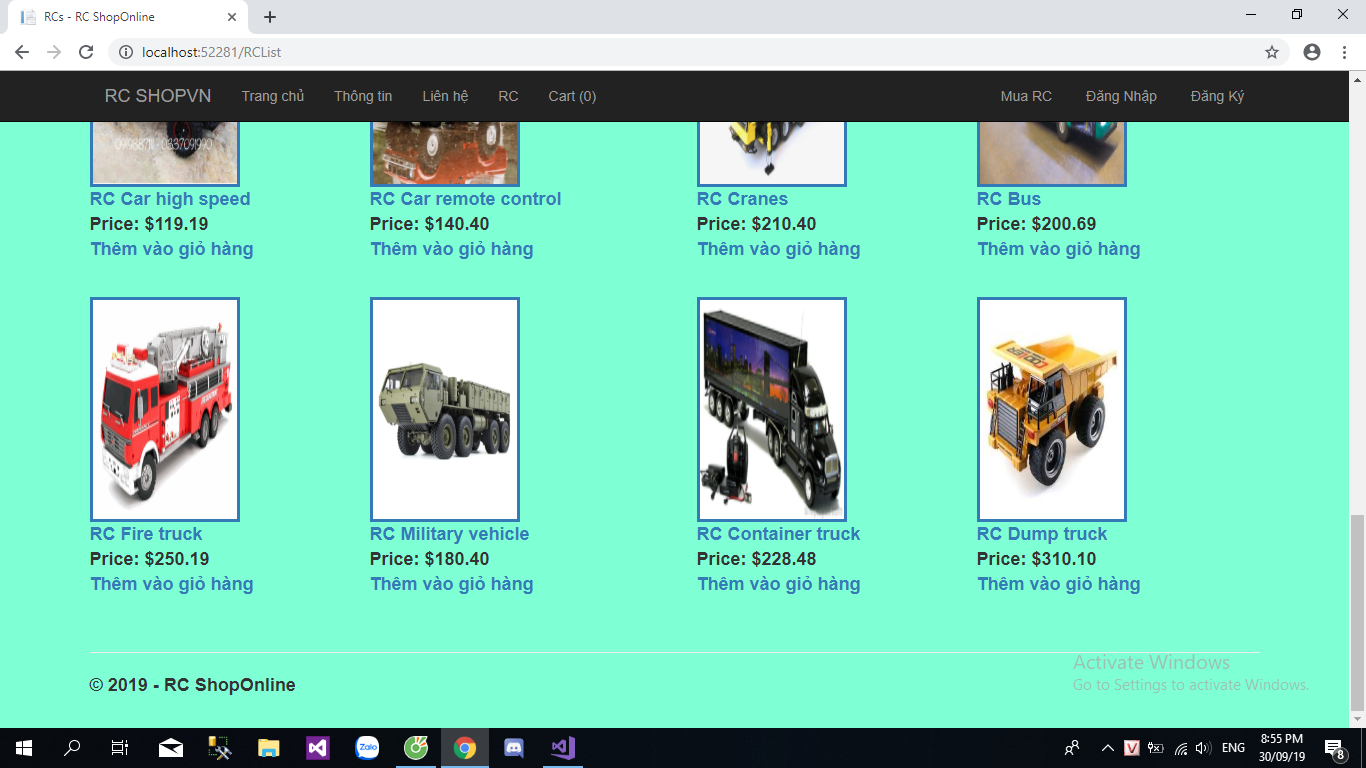 RCs - RC ShopOnline
localhost:52281/RCList
RC SHOPVN Trang chủ Thông tin Liên hệ RC Cart (0) Mua RC Đăng Nhập Đăng Ký
RC Car high speed
Price: $119.19
Thêm vào giỏ hàng
RC Car remote control
Price: $140.40
Thêm vào giỏ hàng
RC Cranes
Price: $210.40
Thêm vào giỏ hàng
RC Bus
Price: $200.69
Thêm vào giỏ hàng
RC Fire truck
Price: $250.19
Thêm vào giỏ hàng
RC Military vehicle
Price: $180.40
Thêm vào giỏ hàng
RC Container truck
Price: $228.48
Thêm vào giỏ hàng
RC Dump truck
Price: $310.10
Thêm vào giỏ hàng
© 2019 - RC ShopOnline
Activate Windows
Go to Settings to activate Windows.
Zalo
V
ENG
8:55 PM
30/09/19
8